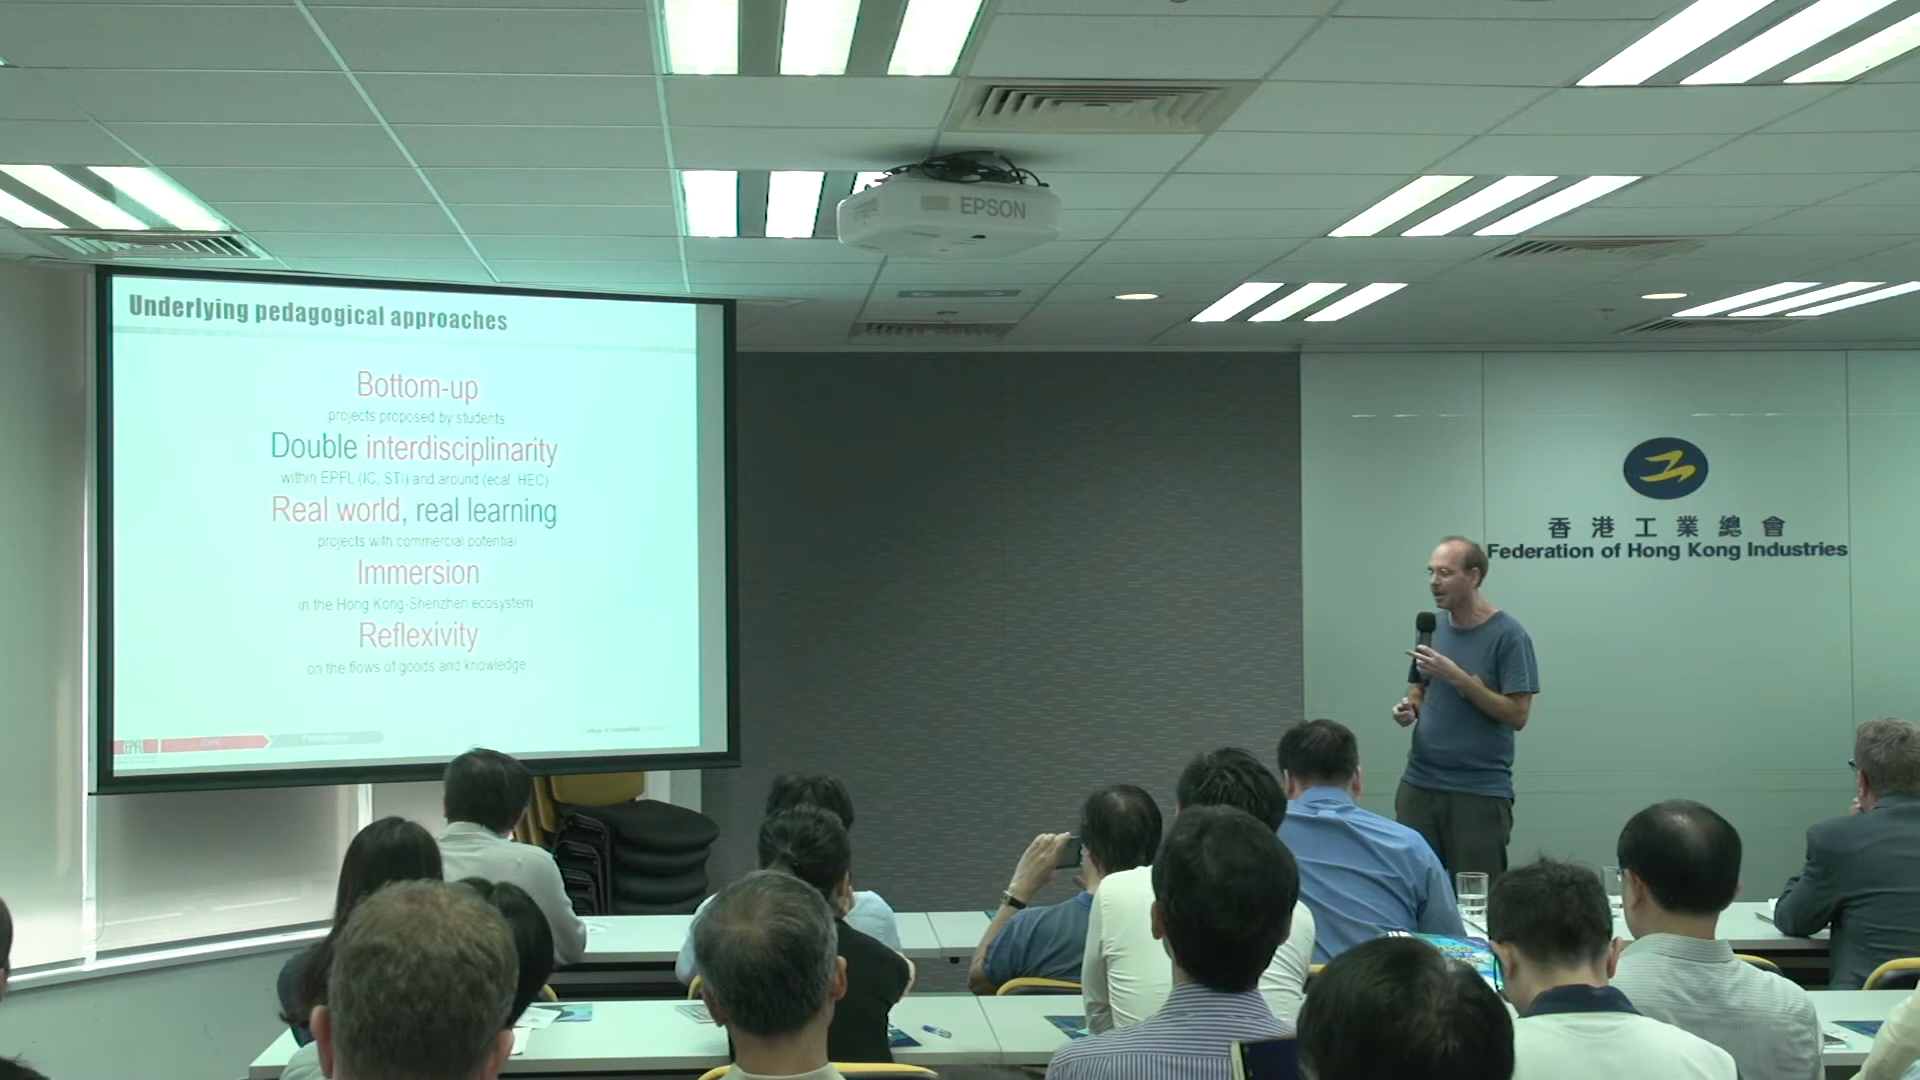 EPSON
Underlying pedagogical approaches
Bottom-up
projects proposed by students
Double interdisciplinarity
within EPFL (IC, STI) and around (ecal, HEC)
Real world, real learning
projects with commercial potential
Immersion
in the Hong Kong-Shenzhen ecosystem
Reflexivity
on the flows of goods and knowledge
香港工業總會
Federation of Hong Kong Industries